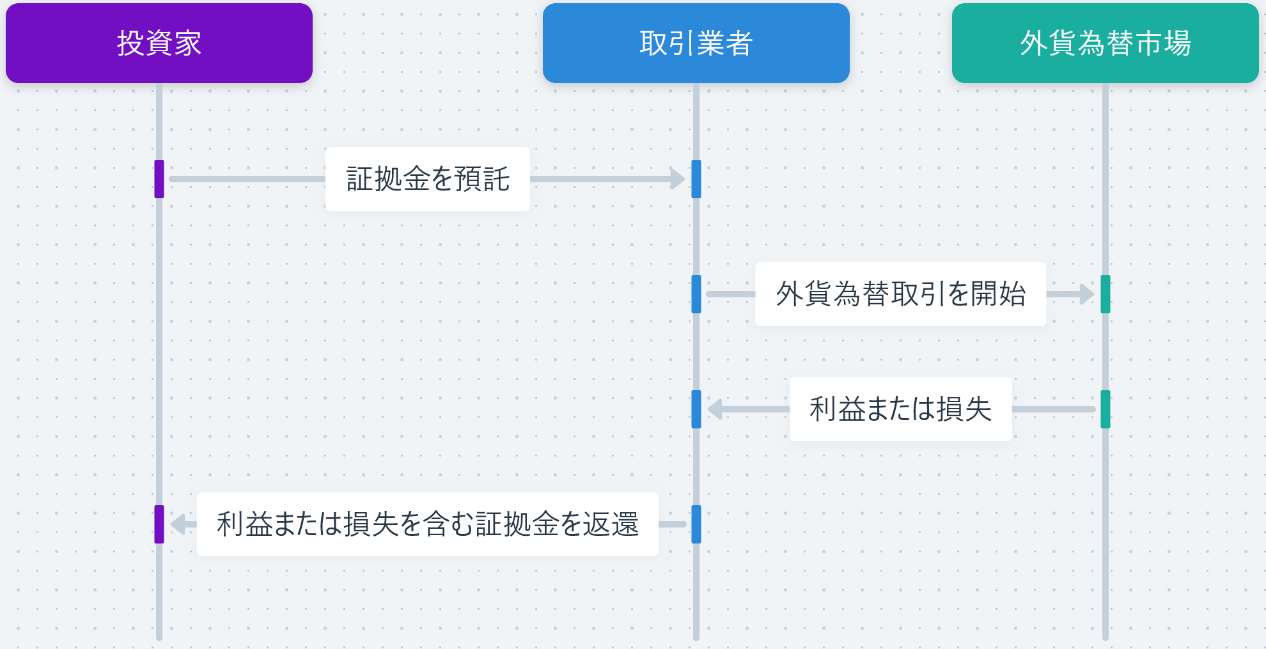 投資家
取引業者
外貨為替市場
証拠金を預託
外貨為替取引を開始
利益または損失
利益または損失を含む証拠金を返還